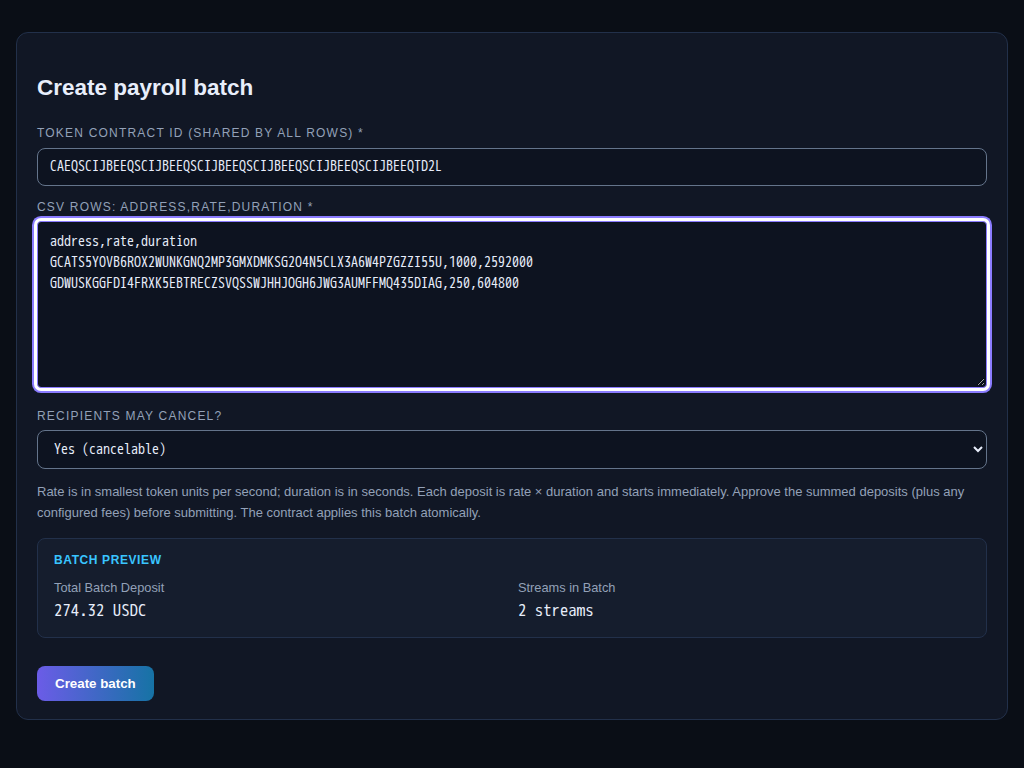 Create payroll batch
TOKEN CONTRACT ID (SHARED BY ALL ROWS) *
CAEQSCIJBEEQSCIJBEEQSCIJBEEQSCIJBEEQSCIJBEEQSCIJBEEQTD2L
CSV ROWS: ADDRESS,RATE,DURATION *
address,rate,duration
GCATS5YOVB6ROX2WUNKGNQ2MP3GMXDMKSG2O4N5CLX3A6W4PZGZZI55U,1000,2592000
GDWUSKGGFDI4FRXK5EBTRECZSVQSSWJHHJOGH6JWG3AUMFFMQ435DIAG,250,604800
RECIPIENTS MAY CANCEL?
Yes (cancelable)
Rate is in smallest token units per second; duration is in seconds. Each deposit is rate × duration and starts immediately. Approve the summed deposits (plus any
configured fees) before submitting. The contract applies this batch atomically.
BATCH PREVIEW
Total Batch Deposit
274.32 USDC
Streams in Batch
2 streams
Create batch